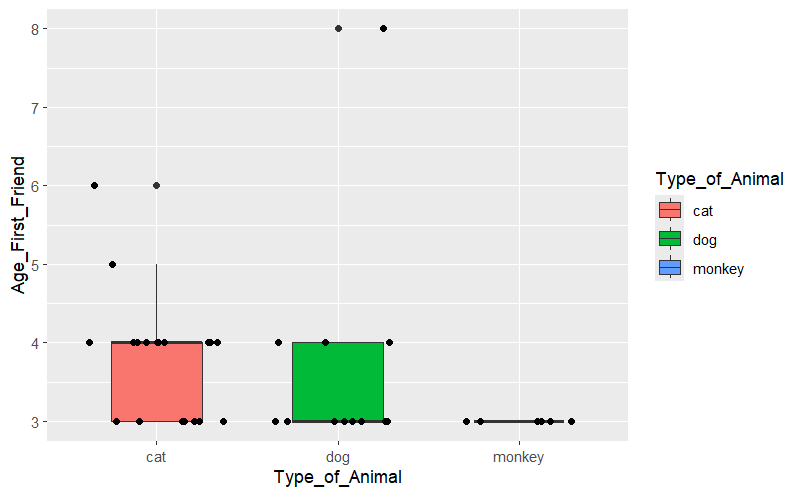 8
7
6
5
4
3
Age_First_Friend
cat
dog
monkey
Type_of_Animal
Type_of_Animal
cat
dog
monkey